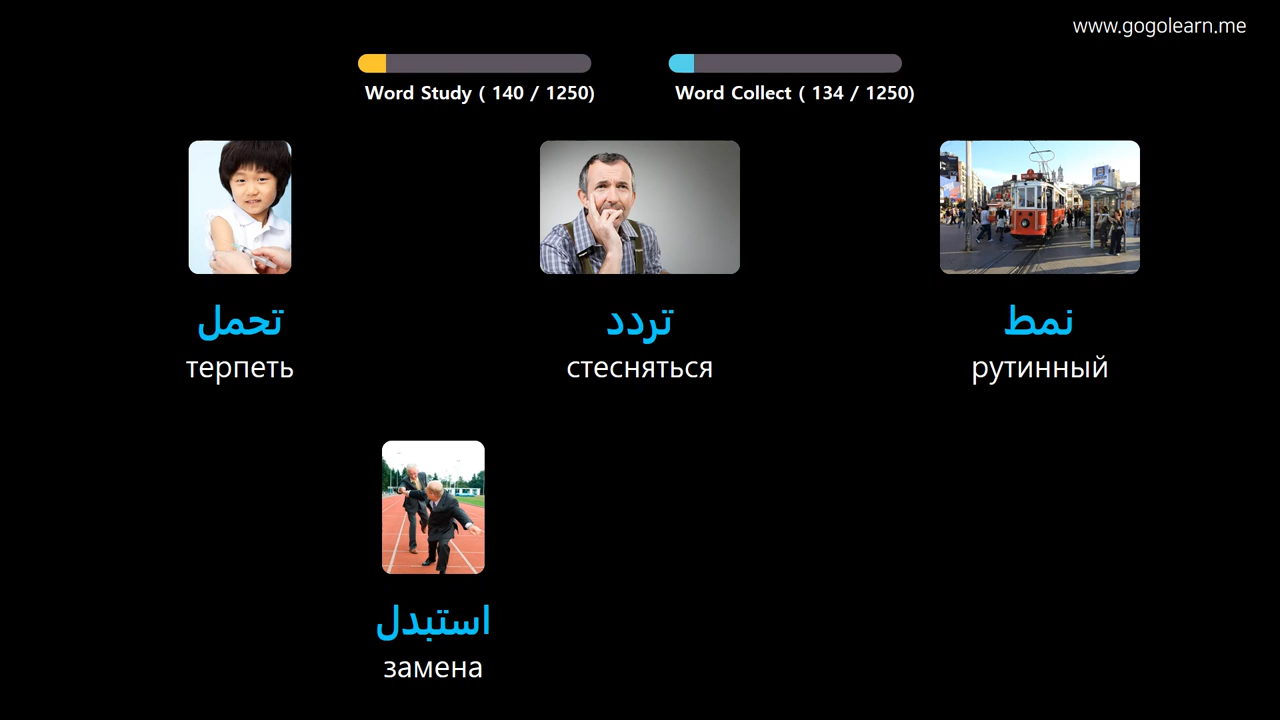 www.gogolearn.me
Word Study ( 140 / 1250)
Word Collect ( 134 / 1250)
تحمل
терпеть
تردد
стесняться
نمط
рутинный
استبدل
замена